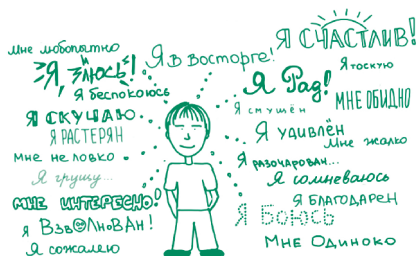 Мне любопытно
и
Я злюсь!
Я беспокоюсь
Я скучаю.
Я растерян
Мне неловко
Я грущу...
Мне интересно!
Я ВзвОлнОвАн!
Я сожалею
Я в восторге!
Я СЧАСТЛИВ!
Я тоскую
Я Рад!
МНЕ ОБИДНО
Я смущён
Я удивлён
Мне жалко
Я разочарован...
Я сомневаюсь
Я БЛАГОДАРЕН
Я Боюсь
Мне Одиноко